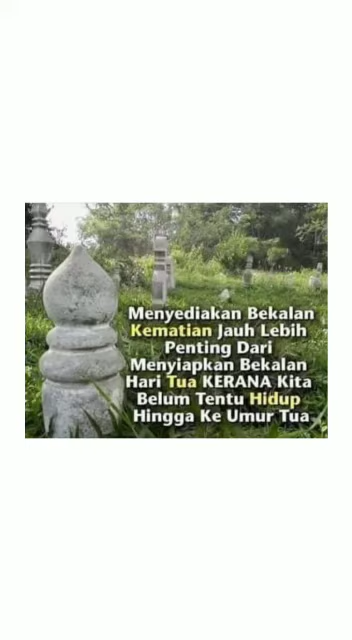 Menyediakan Bekalan
Kematian Jauh Lebih
Penting Dari
Menyiapkan Bekalan
Hari Tua KERANA Kita
Belum Tentu Hidup
Hingga Ke Umur Tua